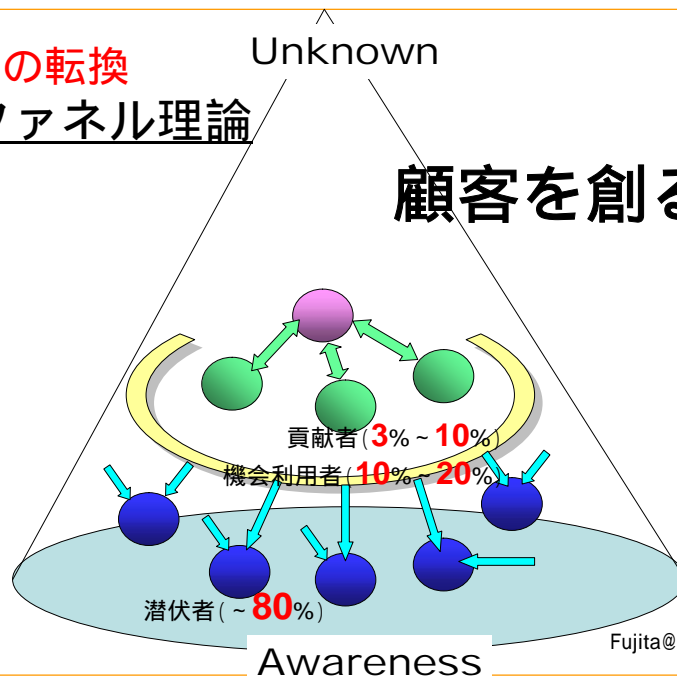 Unknown
の転換
ファネル理論
顧客を創る
貢献者(3%~10%)
機会利用者(10%~20%)
潜伏者(~80%)
Fujita@
Awareness